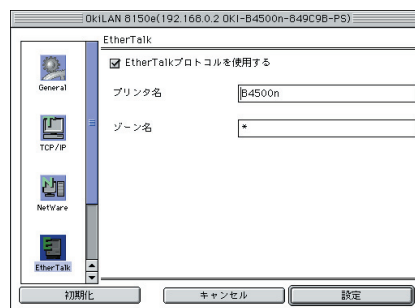 OkiLAN 8150e(192.168.0.2 OKI-B4500n-849C9B-PS)
General
TCP/IP
NetWare
EtherTalk
EtherTalk
EtherTalkプロトコルを使用する
プリンタ名
B4500n
ゾーン名
*
初期化
キャンセル
設定